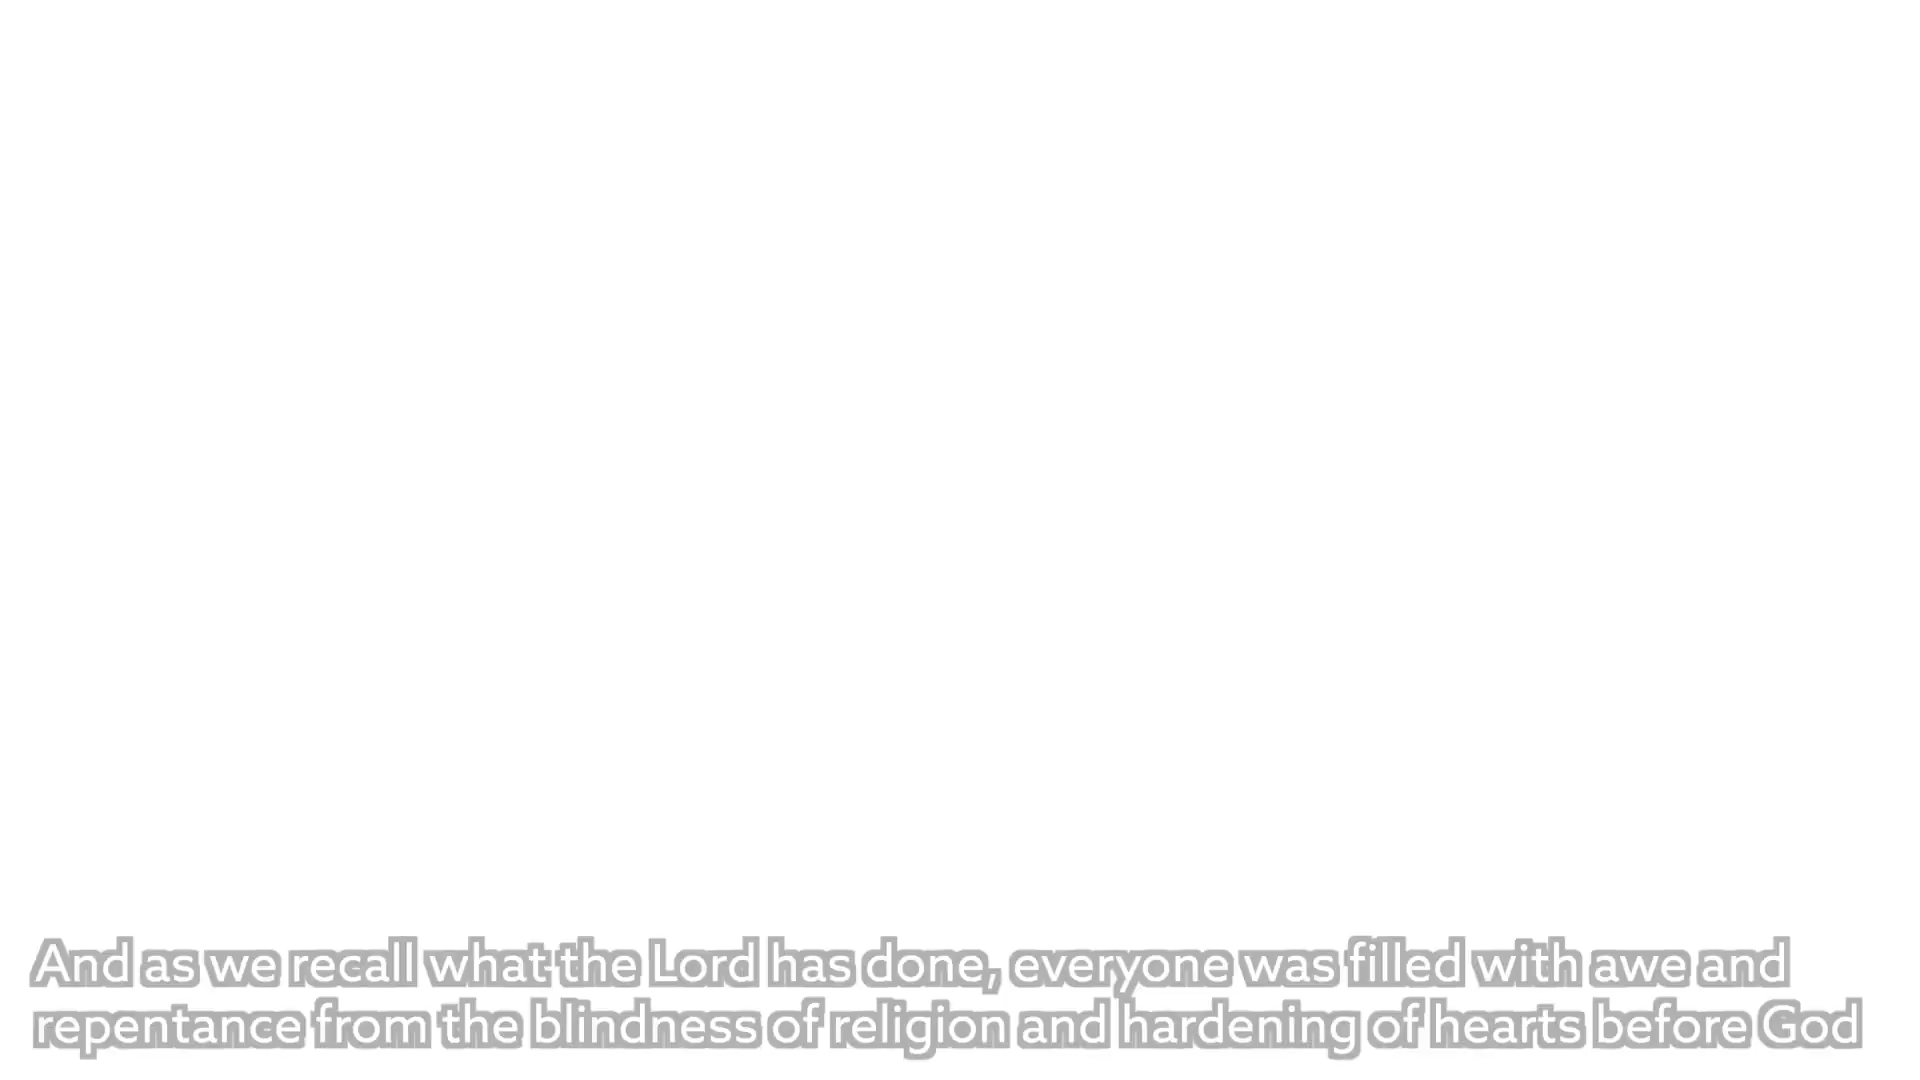 And as we recall what the Lord has done, everyone was filled with awe and
repentance from the blindness of religion and hardening of hearts before God